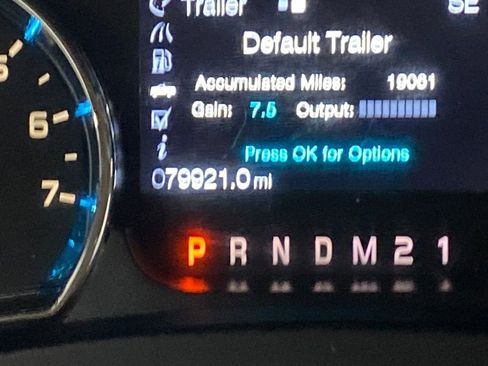 Trailer SE
Default Trailer
Accumulated Miles: 19061
Gain: 7.5 Output:
Press OK for Options
079921.0 mi
5
6
7
P R N D M 2 1